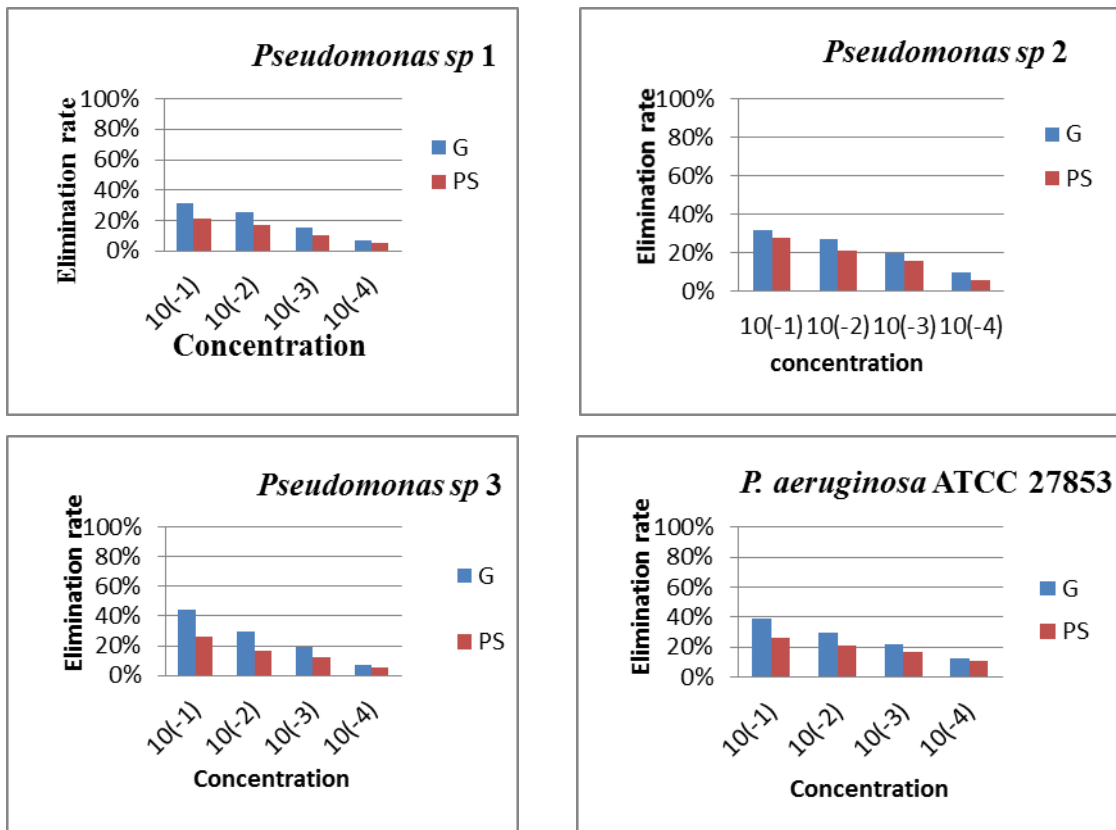 Pseudomonas sp 1
Elimination rate
100%
80%
60%
40%
20%
0%
G
PS
10(-1) 10(-2) 10(-3) 10(-4)
Concentration
Pseudomonas sp 2
Elimination rate
100%
80%
60%
40%
20%
0%
G
PS
10(-1) 10(-2) 10(-3) 10(-4)
concentration
Pseudomonas sp 3
Elimination rate
100%
80%
60%
40%
20%
0%
G
PS
10(-1) 10(-2) 10(-3) 10(-4)
Concentration
P. aeruginosa ATCC 27853
Elimination rate
100%
80%
60%
40%
20%
0%
G
PS
10(-1) 10(-2) 10(-3) 10(-4)
Concentration